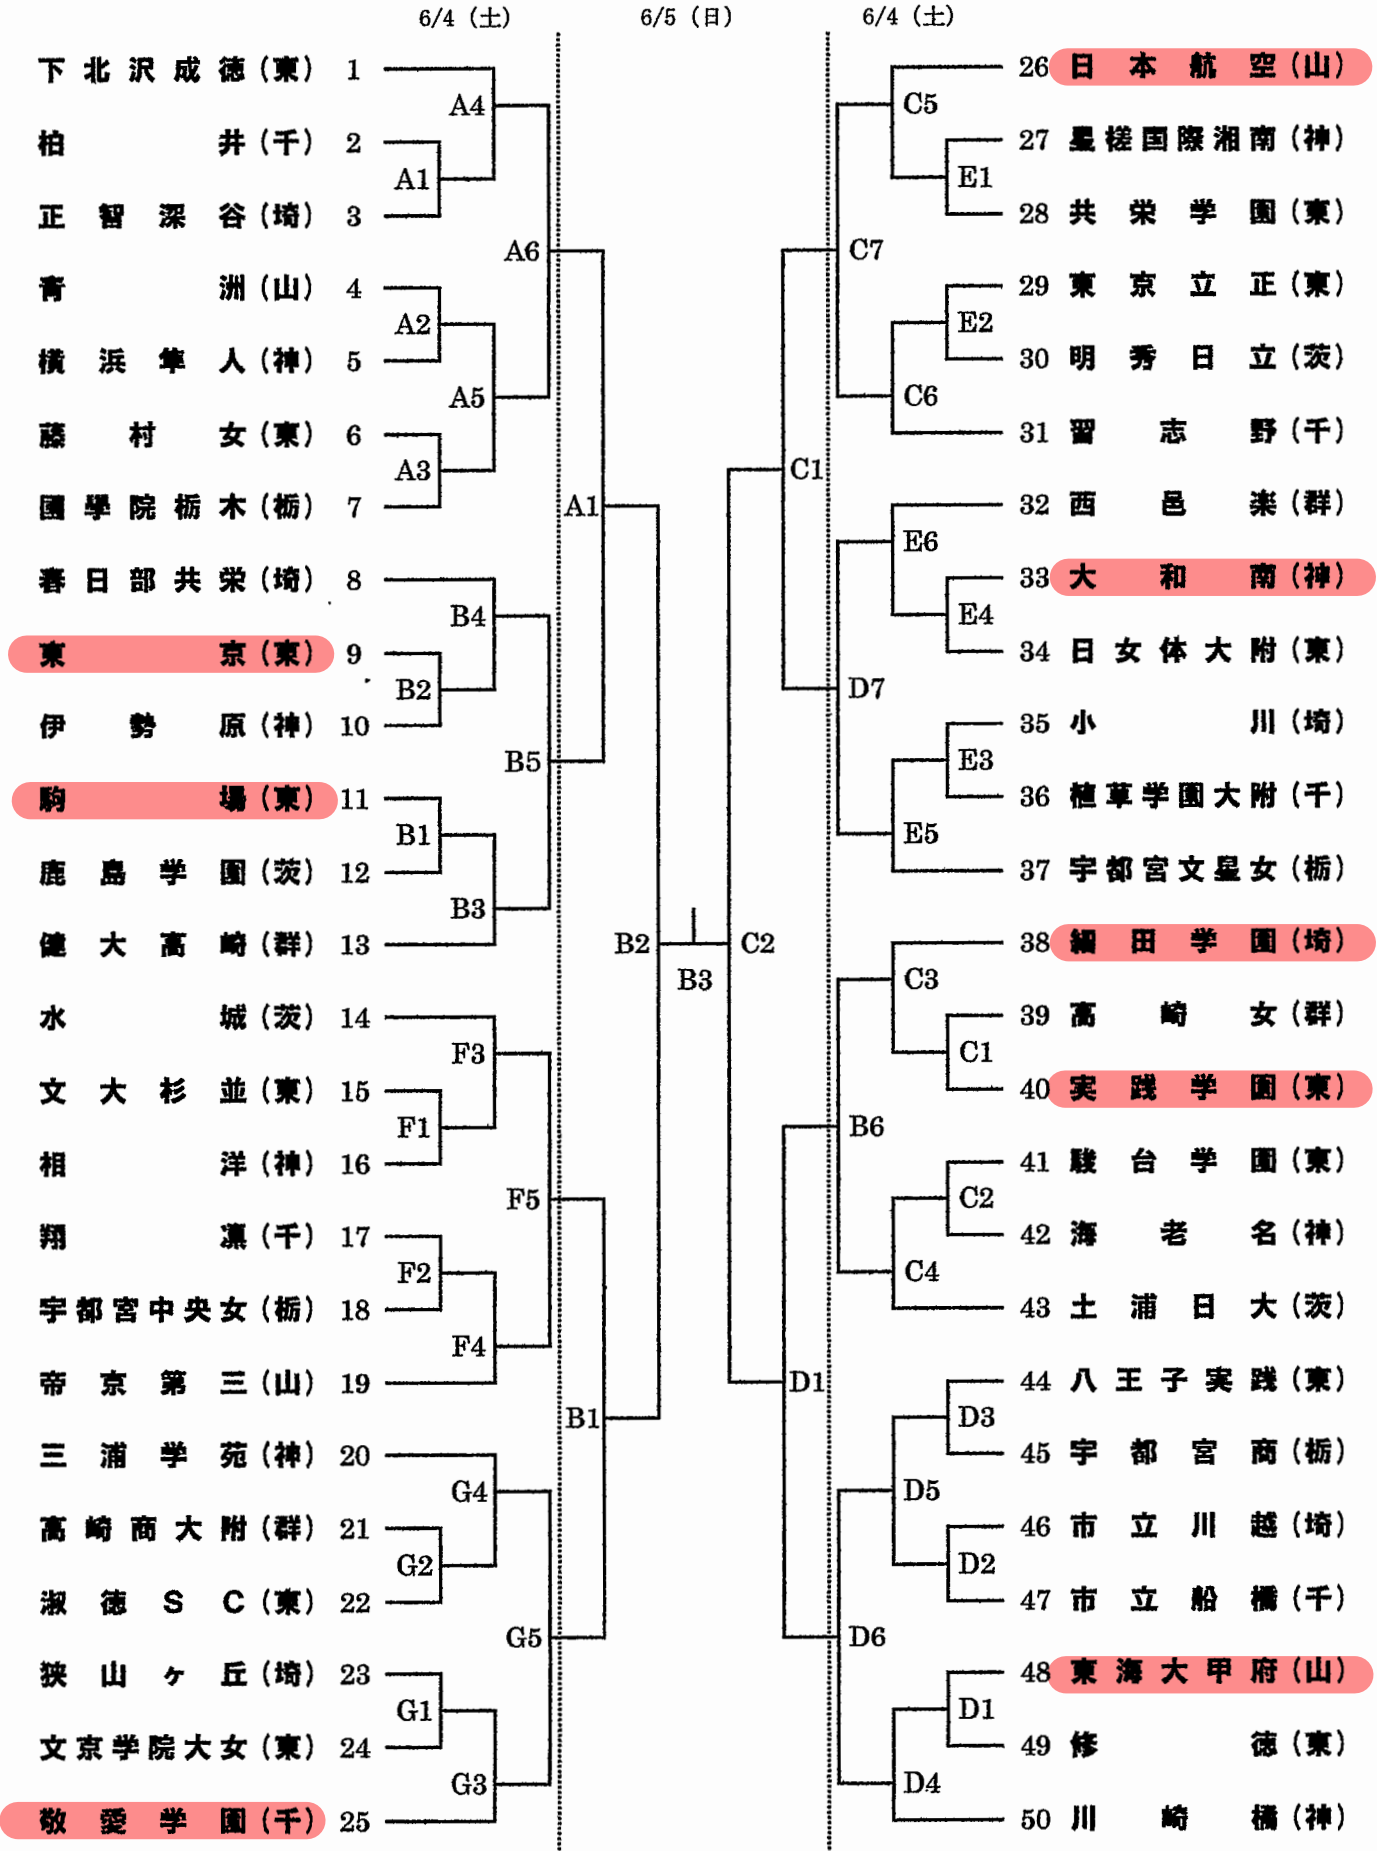 6/4（土）
6/5（日）
6/4（土）
下北沢成徳（東） 1
柏井（千） 2
正智深谷（埼） 3
青洲（山） 4
横浜隼人（神） 5
藤村女（東） 6
國學院栃木（栃） 7
春日部共栄（埼） 8
東京（東） 9
伊勢原（神） 10
駒場（東） 11
鹿島学園（茨） 12
健大高崎（群） 13
水城（茨） 14
文大杉並（東） 15
相洋（神） 16
翔凜（千） 17
宇都宮中央女（栃） 18
帝京第三（山） 19
三浦学苑（神） 20
高崎商大附（群） 21
淑徳ＳＣ（東） 22
狭山ヶ丘（埼） 23
文京学院大女（東） 24
敬愛学園（千） 25
A4
A1
A6
A2
A5
A3
A1
B4
B2
B5
B1
B3
F3
F1
F5
F2
F4
B1
G4
G2
G5
G1
G3
B2
B3
C2
C5
E1
C7
E2
C6
C1
E6
E4
D7
E3
E5
C3
C1
B6
C2
C4
D1
D3
D5
D2
D6
D1
D4
26 日本航空（山）
27 星槎国際湘南（神）
28 共栄学園（東）
29 東京立正（東）
30 明秀日立（茨）
31 習志野（千）
32 西邑楽（群）
33 大和南（神）
34 日女体大附（東）
35 小川（埼）
36 植草学園大附（千）
37 宇都宮文星女（栃）
38 細田学園（埼）
39 高崎女（群）
40 実践学園（東）
41 駿台学園（東）
42 海老名（神）
43 土浦日大（茨）
44 八王子実践（東）
45 宇都宮商（栃）
46 市立川越（埼）
47 市立船橋（千）
48 東海大甲府（山）
49 修徳（東）
50 川崎橘（神）